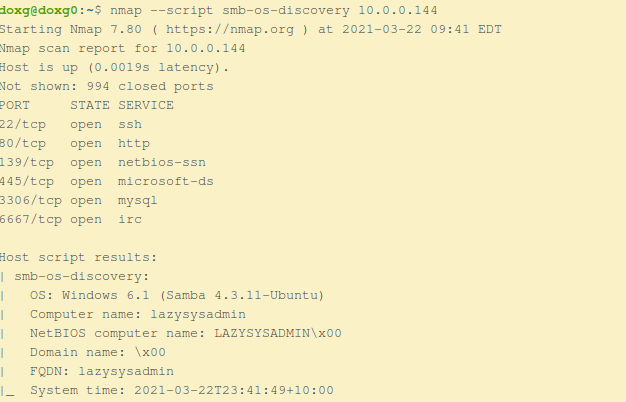 doxg@doxg0:~$ nmap --script smb-os-discovery 10.0.0.144
Starting Nmap 7.80 ( https://nmap.org ) at 2021-03-22 09:41 EDT
Nmap scan report for 10.0.0.144
Host is up (0.0019s latency).
Not shown: 994 closed ports
PORT     STATE SERVICE
22/tcp   open  ssh
80/tcp   open  http
139/tcp  open  netbios-ssn
445/tcp  open  microsoft-ds
3306/tcp open  mysql
6667/tcp open  irc

Host script results:
| smb-os-discovery:
|   OS: Windows 6.1 (Samba 4.3.11-Ubuntu)
|   Computer name: lazysysadmin
|   NetBIOS computer name: LAZYSYSADMIN\x00
|   Domain name: \x00
|   FQDN: lazysysadmin
|_  System time: 2021-03-22T23:41:49+10:00